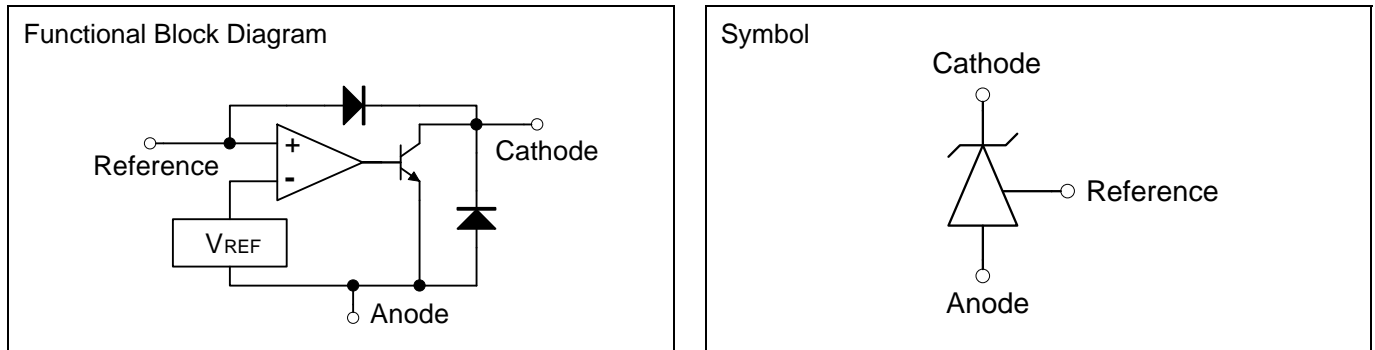 Functional Block Diagram
+
-
Reference
Cathode
VREF
Anode
Symbol
Cathode
Reference
Anode